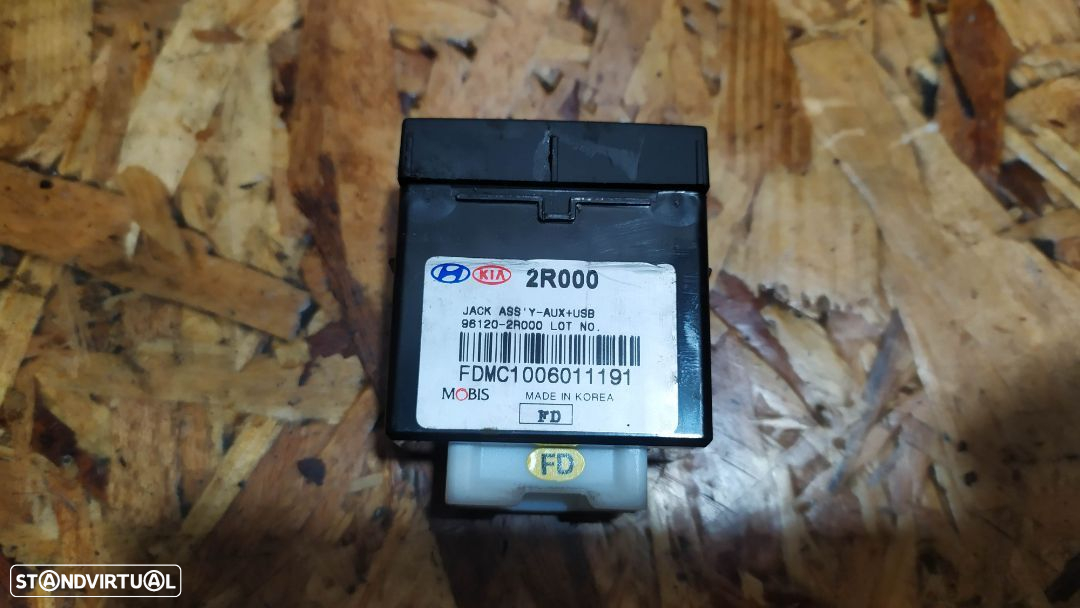 KIA 2R000
JACK ASS'Y-AUX+USB
96120-2R000 LOT NO.
FDMC1006011191
MOBIS MADE IN KOREA
FD
FD
STANDVIRTUAL